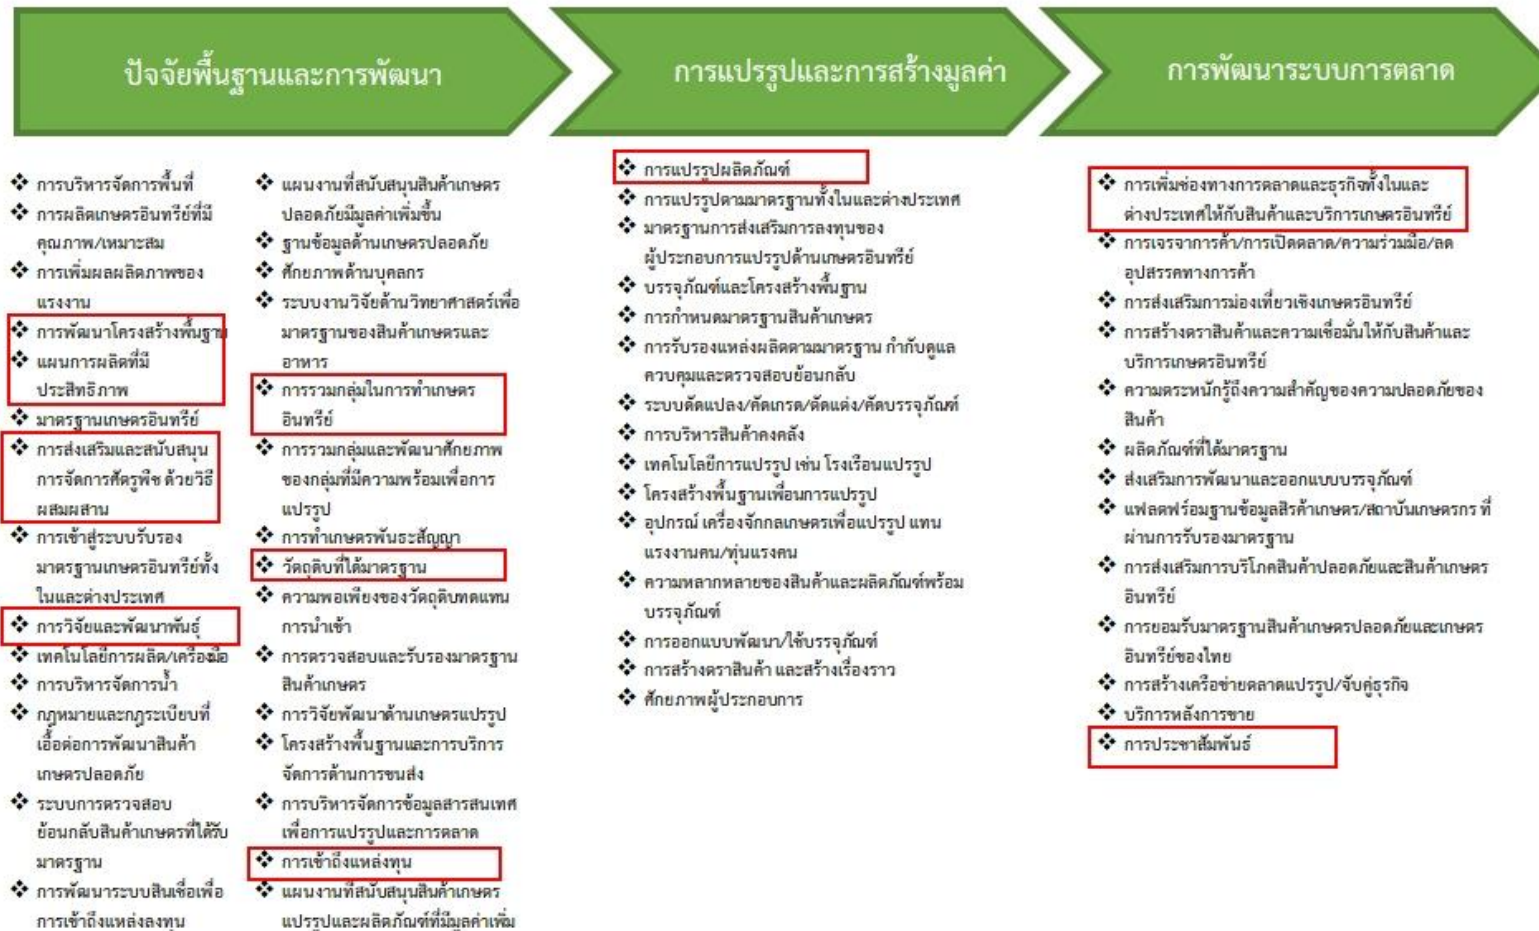 ปัจจัยพื้นฐานและการพัฒนา
❖ การบริหารจัดการพื้นที่
❖ การผลิตเกษตรอินทรีย์ที่มี
คุณภาพ/เหมาะสม
❖ การเพิ่มผลผลิตภาพของ
แรงงาน
❖ การพัฒนาโครงสร้างพื้นฐาน
❖ แผนการผลิตที่มี
ประสิทธิภาพ
❖ มาตรฐานเกษตรอินทรีย์
❖ การส่งเสริมและสนับสนุน
การจัดการศัตรูพืช ด้วยวิธี
ผสมผสาน
❖ การเข้าสู่ระบบรับรอง
มาตรฐานเกษตรอินทรีย์ทั้ง
ในและต่างประเทศ
❖ การวิจัยและพัฒนาพันธุ์
❖ เทคโนโลยีการผลิต/เครื่องมือ
❖ การบริหารจัดการน้ำ
❖ กฎหมายและกฎระเบียบที่
เอื้อต่อการพัฒนาสินค้า
เกษตรปลอดภัย
❖ ระบบการตรวจสอบ
ย้อนกลับสินค้าเกษตรที่ได้รับ
มาตรฐาน
❖ การพัฒนาระบบสินเชื่อเพื่อ
การเข้าถึงแหล่งลงทุน
❖ แผนงานที่สนับสนุนสินค้าเกษตร
ปลอดภัยมีมูลค่าเพิ่มขึ้น
❖ ฐานข้อมูลด้านเกษตรปลอดภัย
❖ ศักยภาพด้านบุคลกร
❖ ระบบงานวิจัยด้านวิทยาศาสตร์เพื่อ
มาตรฐานของสินค้าเกษตรและ
อาหาร
❖ การรวมกลุ่มในการทำเกษตร
อินทรีย์
❖ การรวมกลุ่มและพัฒนาศักยภาพ
ของกลุ่มที่มีความพร้อมเพื่อการ
แปรรูป
❖ การทำเกษตรพันธะสัญญา
❖ วัตถุดิบที่ได้มาตรฐาน
❖ ความพอเพียงของวัตถุดิบทดแทน
การนำเข้า
❖ การตรวจสอบและรับรองมาตรฐาน
สินค้าเกษตร
❖ การวิจัยพัฒนาด้านเกษตรแปรรูป
❖ โครงสร้างพื้นฐานและการบริการ
จัดการด้านการขนส่ง
❖ การบริหารจัดการข้อมูลสารสนเทศ
เพื่อการแปรรูปและการตลาด
❖ การเข้าถึงแหล่งทุน
❖ แผนงานที่สนับสนุนสินค้าเกษตร
แปรรูปและผลิตภัณฑ์ที่มีมูลค่าเพิ่ม
การแปรรูปและการสร้างมูลค่า
❖ การแปรรูปผลิตภัณฑ์
❖ การแปรรูปตามมาตรฐานทั้งในและต่างประเทศ
❖ มาตรฐานการส่งเสริมการลงทุนของ
ผู้ประกอบการแปรรูปด้านเกษตรอินทรีย์
❖ บรรจุภัณฑ์และโครงสร้างพื้นฐาน
❖ การกำหนดมาตรฐานสินค้าเกษตร
❖ การรับรองแหล่งผลิตตามมาตรฐาน กำกับดูแล
ควบคุมและตรวจสอบย้อนกลับ
❖ ระบบดัดแปลง/คัดเกรด/ตัดแต่ง/คัดบรรจุภัณฑ์
❖ การบริหารสินค้าคงคลัง
❖ เทคโนโลยีการแปรรูป เช่น โรงเรือนแปรรูป
❖ โครงสร้างพื้นฐานเพื่อนการแปรรูป
❖ อุปกรณ์ เครื่องจักกลเกษตรเพื่อแปรรูป แทน
แรงงานคน/ทุ่นแรงคน
❖ ความหลากหลายของสินค้าและผลิตภัณฑ์พร้อม
บรรจุภัณฑ์
❖ การออกแบบพัฒนา/ใช้บรรจุภัณฑ์
❖ การสร้างตราสินค้า และสร้างเรื่องราว
❖ ศักยภาพผู้ประกอบการ
การพัฒนาระบบการตลาด
❖ การเพิ่มช่องทางการตลาดและธุรกิจทั้งในและ
ต่างประเทศให้กับสินค้าและบริการเกษตรอินทรีย์
❖ การเจรจาการค้า/การเปิดตลาด/ความร่วมมือ/ลด
อุปสรรคทางการค้า
❖ การส่งเสริมการม่องเที่ยวเชิงเกษตรอินทรีย์
❖ การสร้างตราสินค้าและความเชื่อมั่นให้กับสินค้าและ
บริการเกษตรอินทรีย์
❖ ความตระหนักรู้ถึงความสำคัญของความปลอดภัยของ
สินค้า
❖ ผลิตภัณฑ์ที่ได้มาตรฐาน
❖ ส่งเสริมการพัฒนาและออกแบบบรรจุภัณฑ์
❖ แฟลตฟร์อมฐานข้อมูลสิรค้าเกษตร/สถาบันเกษตรกร ที่
ผ่านการรับรองมาตรฐาน
❖ การส่งเสริมการบริโภคสินค้าปลอดภัยและสินค้าเกษตร
อินทรีย์
❖ การยอมรับมาตรฐานสินค้าเกษตรปลอดภัยและเกษตร
อินทรีย์ของไทย
❖ การสร้างเครือข่ายตลาดแปรรูป/จับคู่ธุรกิจ
❖ บริการหลังการขาย
❖ การประชาสัมพันธ์